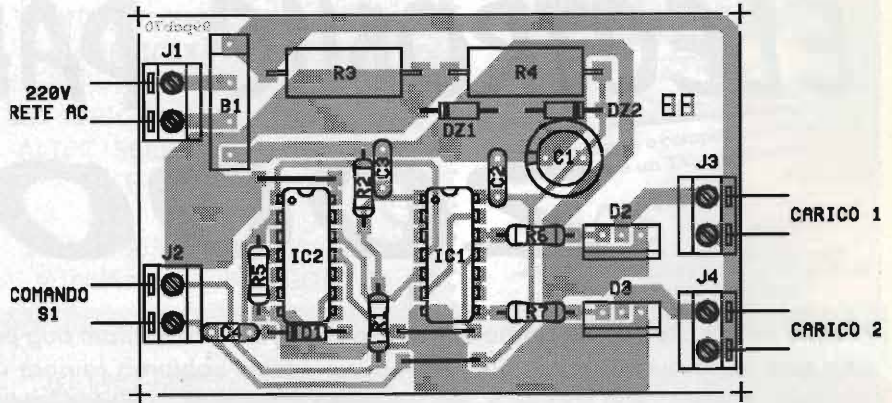 J1
220V
RETE AC
B1
R3
R4
DZ1
DZ2
C1
EE
J3
CARICO 1
R2
C3
C2
D2
IC2
IC1
R6
J2
R5
COMANDO
S1
C4
D1
R1
R7
D3
J4
CARICO 2